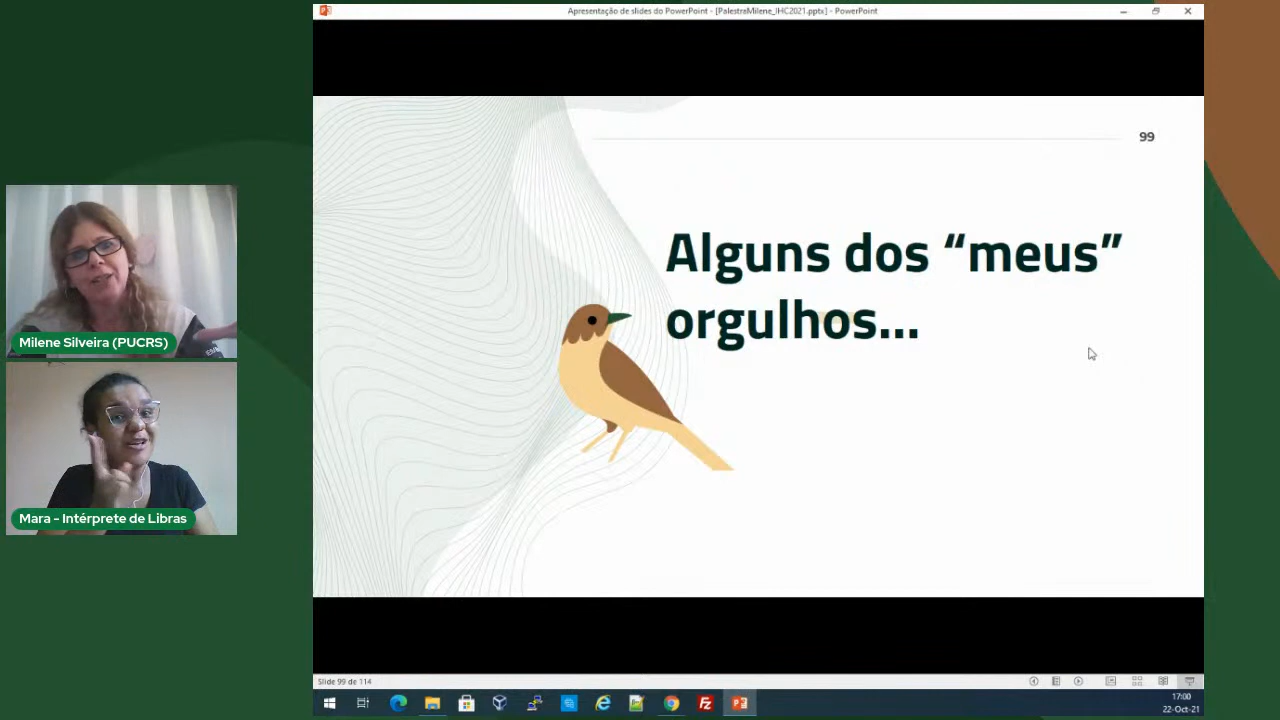 Apresentação de slides do PowerPoint - [PalestraMilene_IHC2021.pptx] - PowerPoint
99
Alguns dos “meus”
orgulhos...
Milene Silveira (PUCRS)
Mara - Intérprete de Libras
Slide 99 de 114
17:00
22-Oct-21